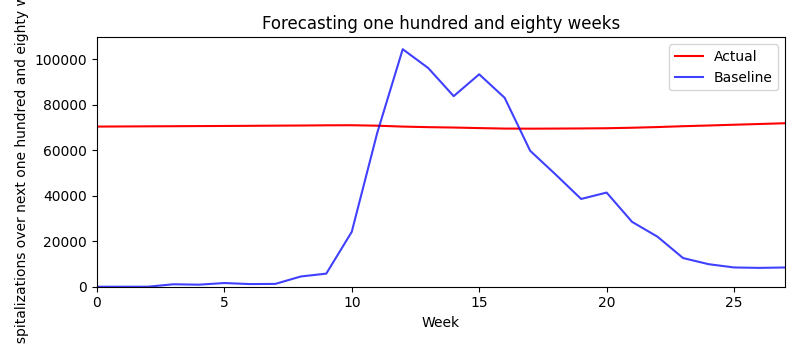 Forecasting one hundred and eighty weeks
spitalizations over next one hundred and eighty w
100000
80000
60000
40000
20000
0
Actual
Baseline
0 5 10 15 20 25
Week